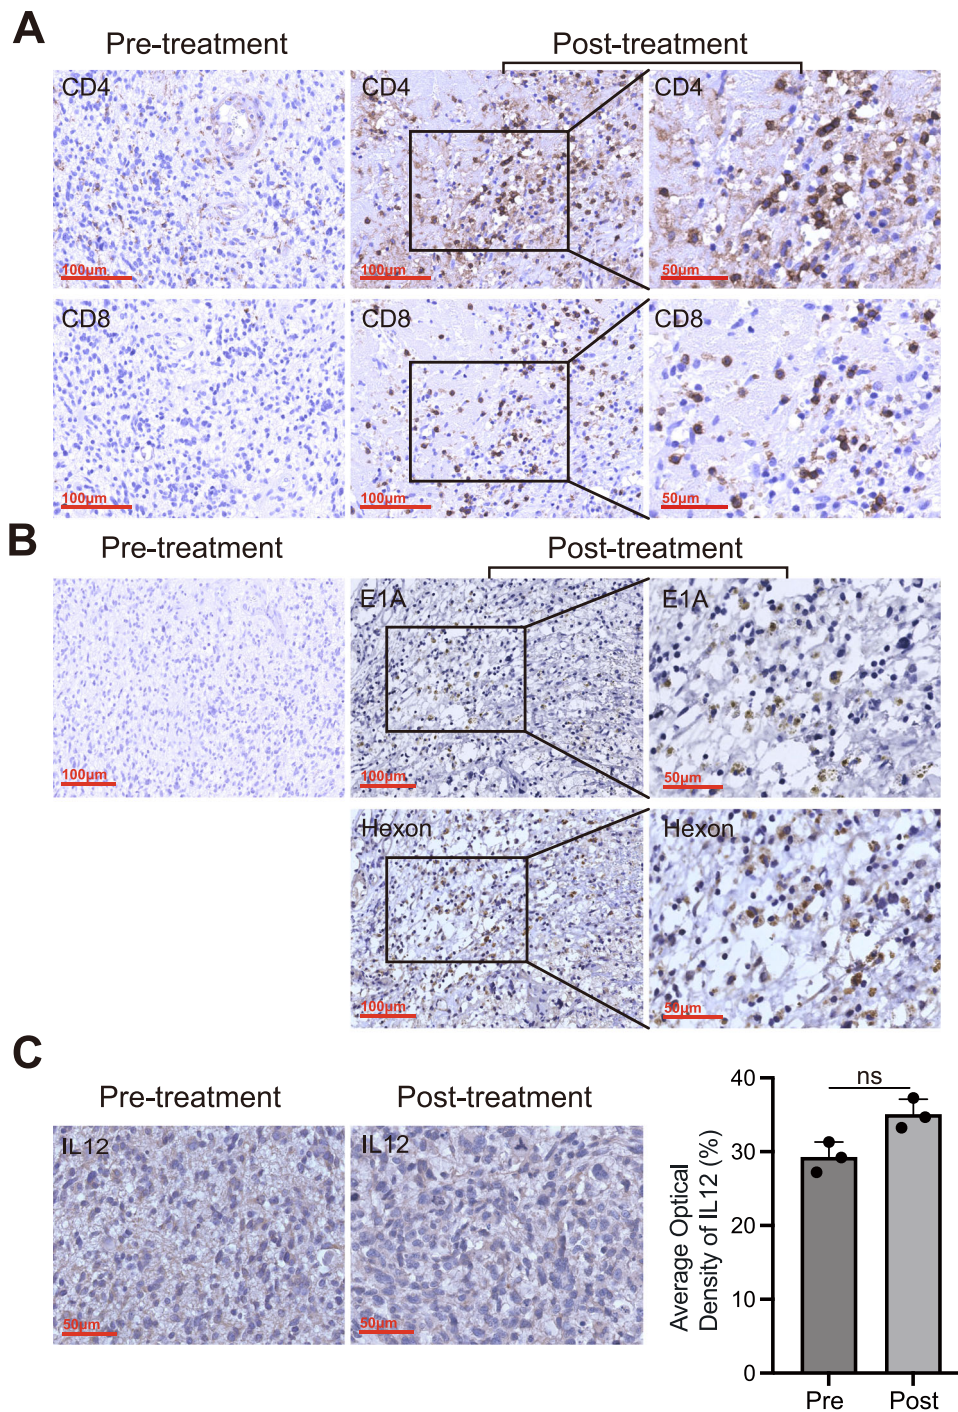 A
Pre-treatment
Post-treatment
CD4
CD4
CD4
100μm
100μm
50μm
CD8
CD8
CD8
100μm
100μm
50μm
B
Pre-treatment
Post-treatment
E1A
E1A
100μm
100μm
50μm
Hexon
Hexon
100μm
50μm
C
Pre-treatment
Post-treatment
IL12
IL12
50μm
50μm
Average Optical
Density of IL12 (%)
40
30
20
10
0
ns
Pre
Post